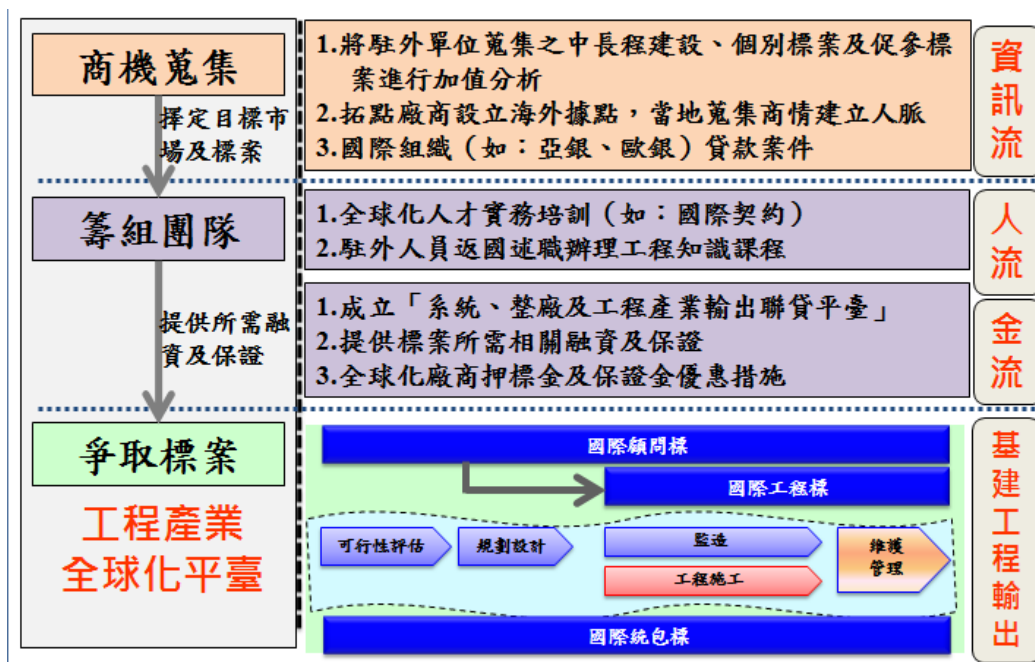 商機蒐集
1.將駐外單位蒐集之中長程建設、個別標案及促參標
案進行加值分析
2.拓點廠商設立海外據點，當地蒐集商情建立人脈
3.國際組織（如：亞銀、歐銀）貸款案件
資訊流
擇定目標市
場及標案
籌組團隊
1.全球化人才實務培訓（如：國際契約）
2.駐外人員返國述職辦理工程知識課程
人流
提供所需融
資及保證
1.成立「系統、整廠及工程產業輸出聯貸平臺」
2.提供標案所需相關融資及保證
3.全球化廠商押標金及保證金優惠措施
金流
爭取標案
工程產業
全球化平臺
國際顧問標
國際工程標
可行性評估
規劃設計
監造
工程施工
維護
管理
國際統包標
基建工程輸出